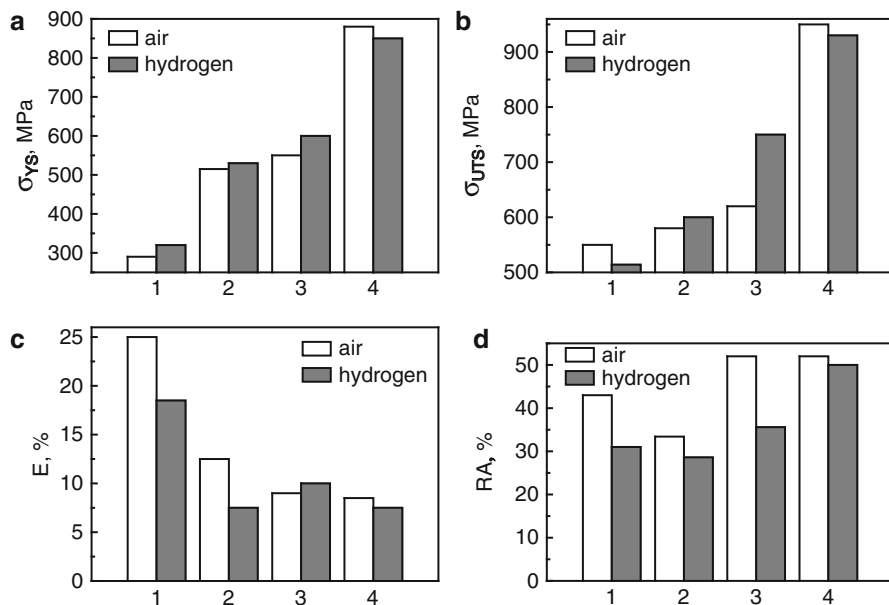 a
air
hydrogen
σYS, MPa
900
800
700
600
500
400
300
1 2 3 4
b
air
hydrogen
σUTS, MPa
900
800
700
600
500
1 2 3 4
c
air
hydrogen
E, %
25
20
15
10
5
0
1 2 3 4
d
air
hydrogen
RA, %
50
40
30
20
10
0
1 2 3 4